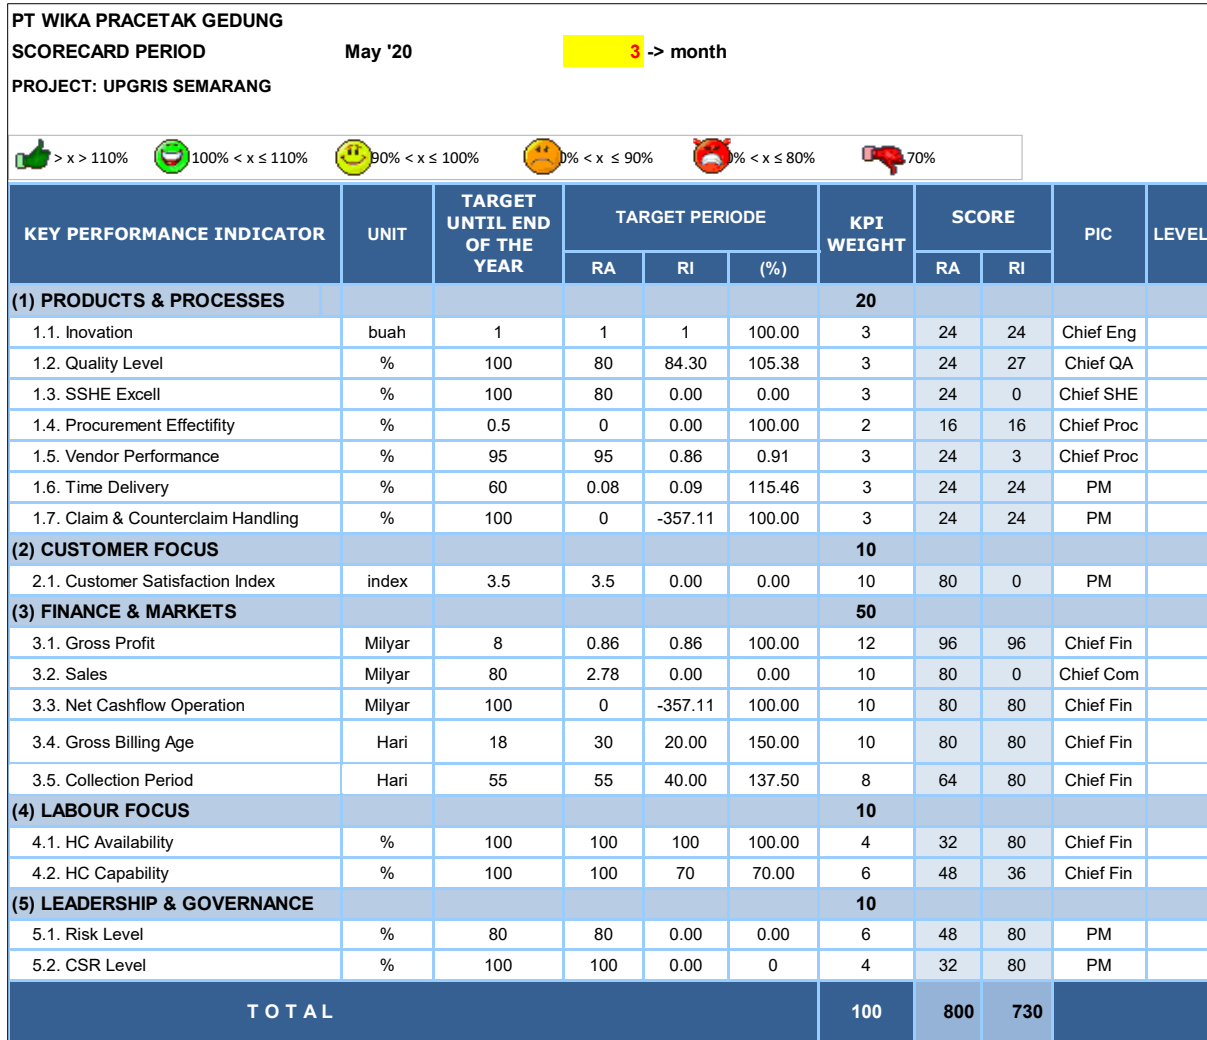 PT WIKA PRACETAK GEDUNG
SCORECARD PERIOD May '20 3 -> month
PROJECT: UPGRIS SEMARANG
> x > 110% 100% < x ≤ 110% 90% < x ≤ 100% 0% < x ≤ 90% 0% < x ≤ 80% 70%
KEY PERFORMANCE INDICATOR UNIT TARGET UNTIL END OF THE YEAR TARGET PERIODE KPI WEIGHT SCORE PIC LEVEL
RA RI (%) RA RI
(1) PRODUCTS & PROCESSES 20
1.1. Inovation buah 1 1 1 100.00 3 24 24 Chief Eng
1.2. Quality Level % 100 80 84.30 105.38 3 24 27 Chief QA
1.3. SSHE Excell % 100 80 0.00 0.00 3 24 0 Chief SHE
1.4. Procurement Effectifity % 0.5 0 0.00 100.00 2 16 16 Chief Proc
1.5. Vendor Performance % 95 95 0.86 0.91 3 24 3 Chief Proc
1.6. Time Delivery % 60 0.08 0.09 115.46 3 24 24 PM
1.7. Claim & Counterclaim Handling % 100 0 -357.11 100.00 3 24 24 PM
(2) CUSTOMER FOCUS 10
2.1. Customer Satisfaction Index index 3.5 3.5 0.00 0.00 10 80 0 PM
(3) FINANCE & MARKETS 50
3.1. Gross Profit Milyar 8 0.86 0.86 100.00 12 96 96 Chief Fin
3.2. Sales Milyar 80 2.78 0.00 0.00 10 80 0 Chief Com
3.3. Net Cashflow Operation Milyar 100 0 -357.11 100.00 10 80 80 Chief Fin
3.4. Gross Billing Age Hari 18 30 20.00 150.00 10 80 80 Chief Fin
3.5. Collection Period Hari 55 55 40.00 137.50 8 64 80 Chief Fin
(4) LABOUR FOCUS 10
4.1. HC Availability % 100 100 100 100.00 4 32 80 Chief Fin
4.2. HC Capability % 100 100 70 70.00 6 48 36 Chief Fin
(5) LEADERSHIP & GOVERNANCE 10
5.1. Risk Level % 80 80 0.00 0.00 6 48 80 PM
5.2. CSR Level % 100 100 0.00 0 4 32 80 PM
T O T A L 100 800 730